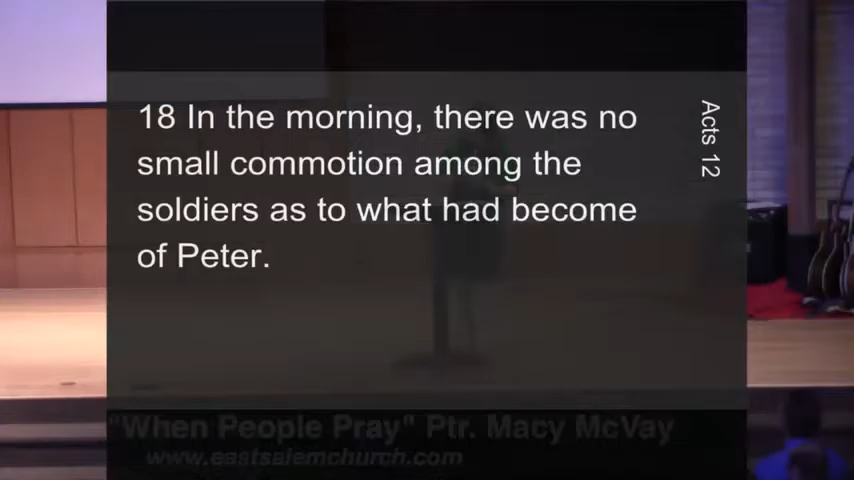 18 In the morning, there was no
small commotion among the
soldiers as to what had become
of Peter.
Acts 12
"When People Pray" Ptr. Macy McVay
www.eastsalemchurch.com